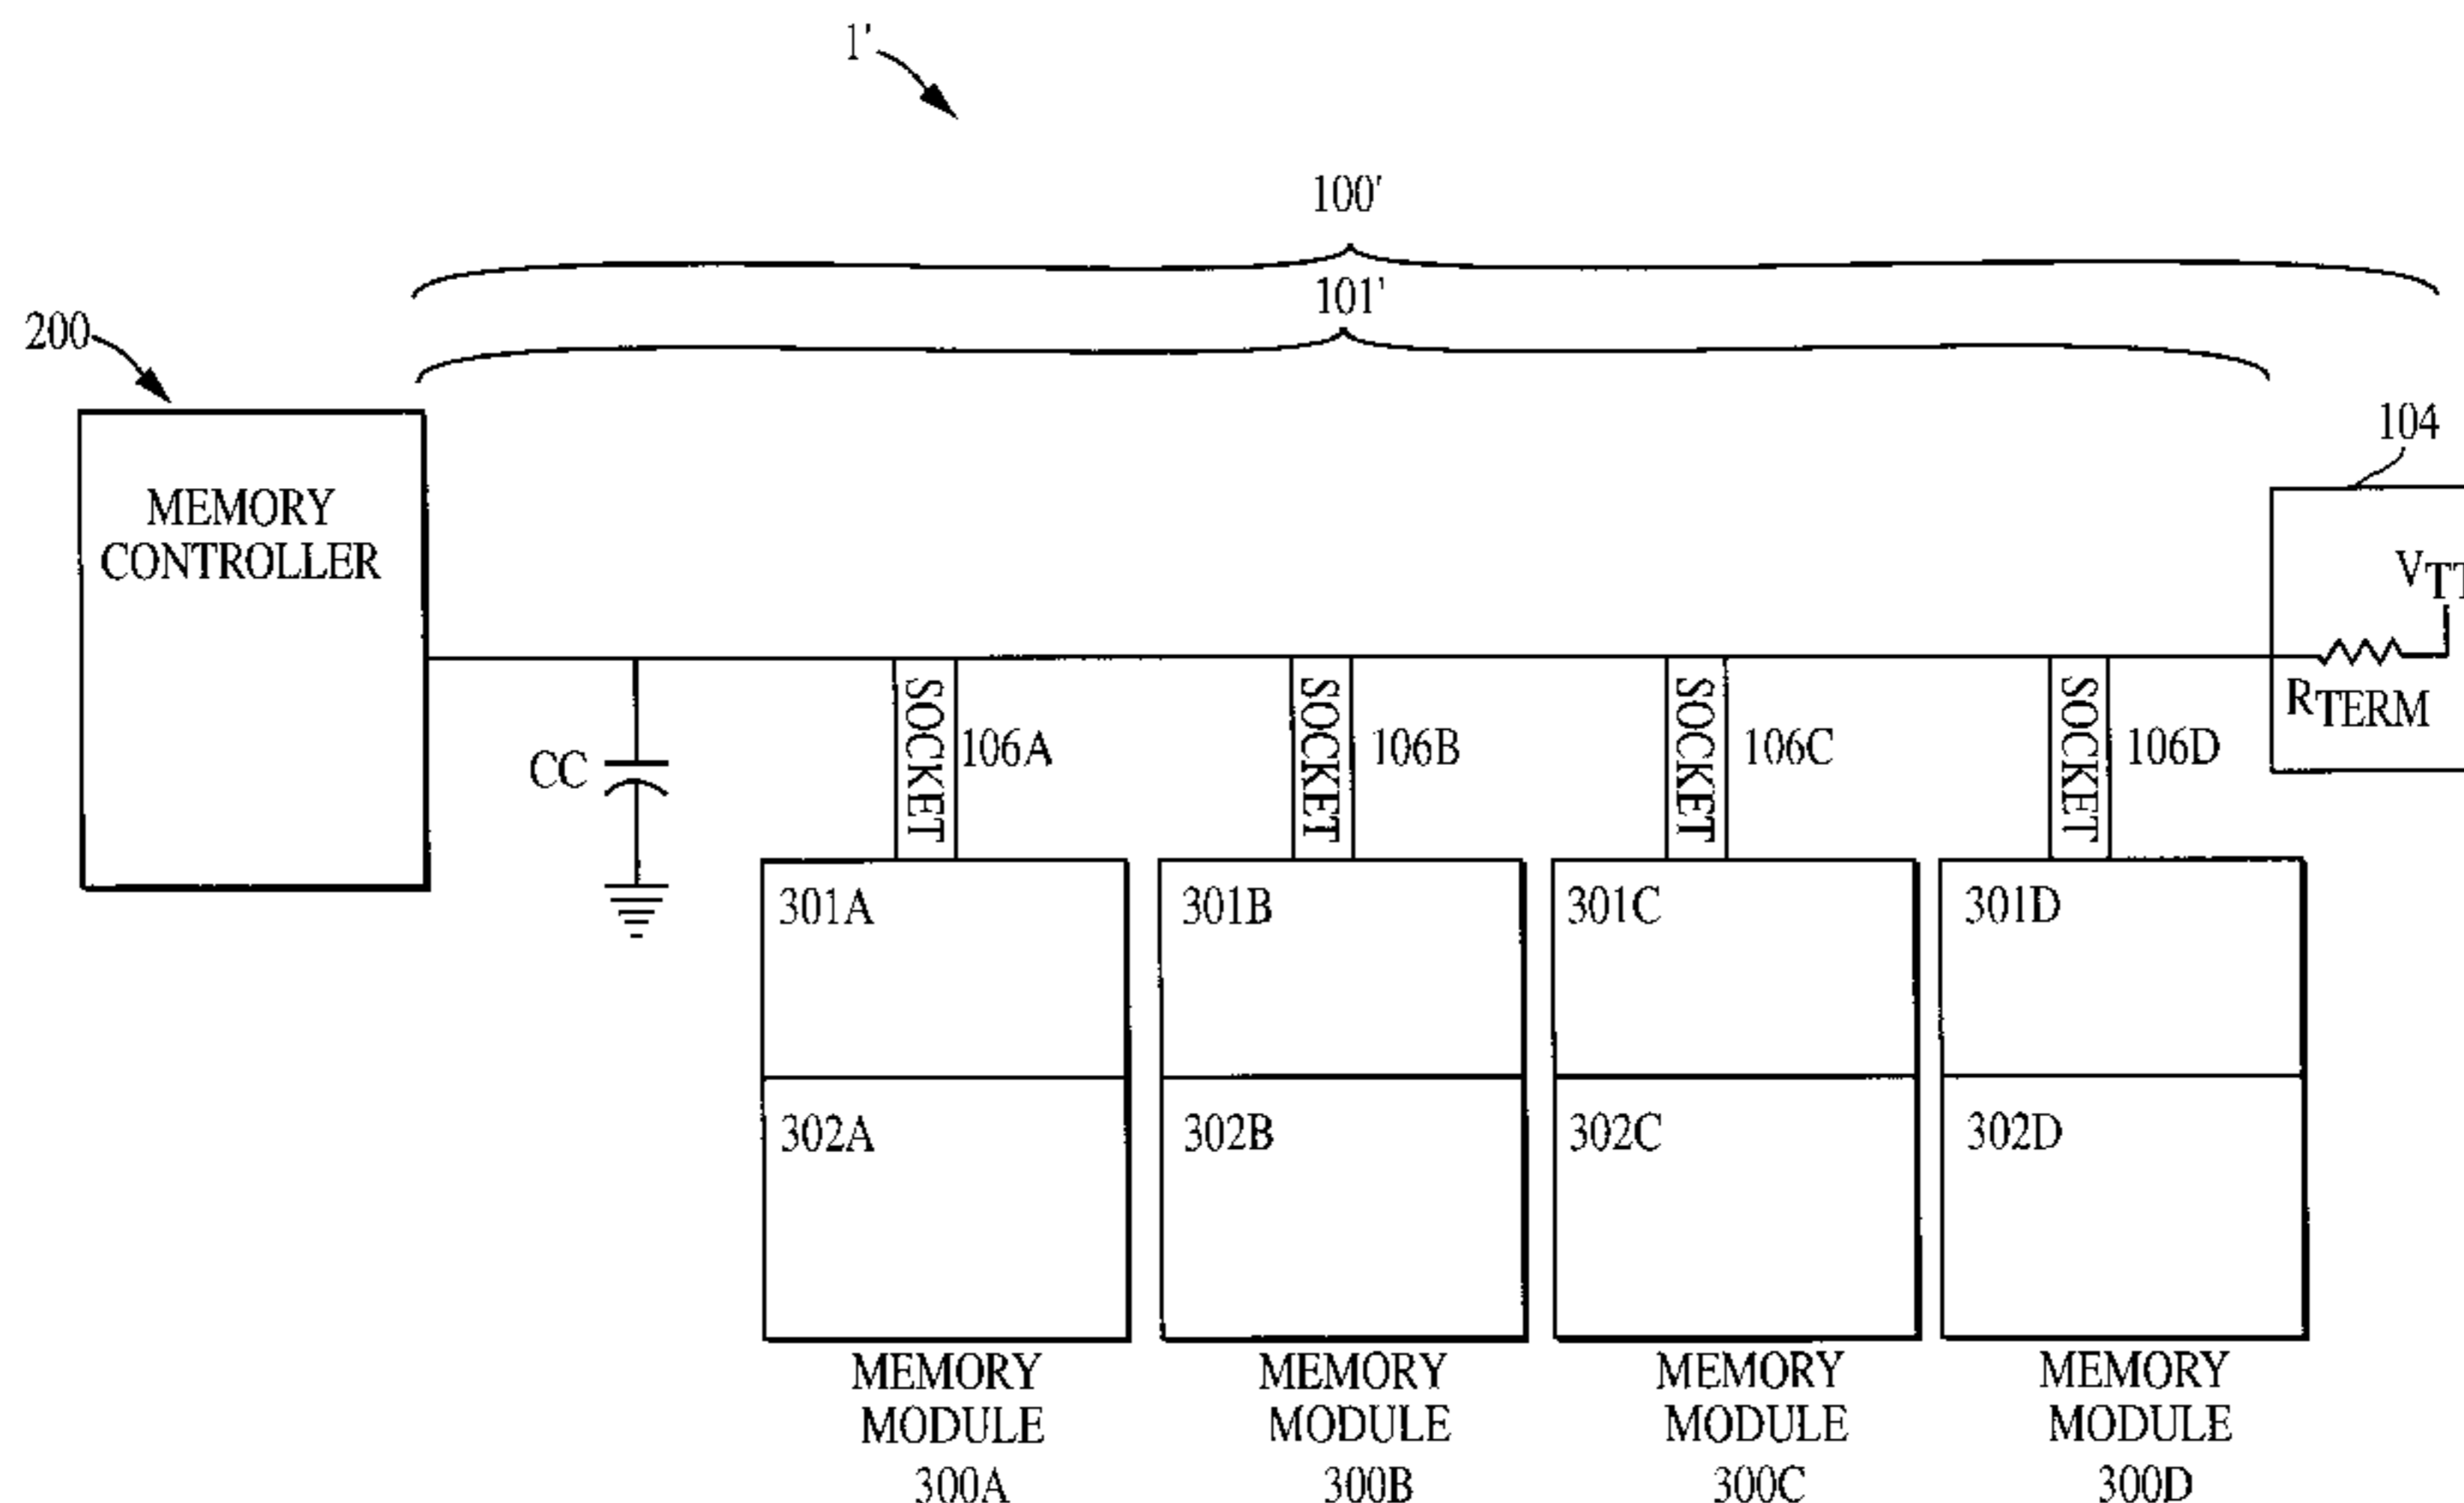 1'
100'
101'
200
104
MEMORY
CONTROLLER
VTT
RTERM
CC
SOCKET
106A
SOCKET
106B
SOCKET
106C
SOCKET
106D
301A
301B
301C
301D
302A
302B
302C
302D
MEMORY
MODULE
300A
MEMORY
MODULE
300B
MEMORY
MODULE
300C
MEMORY
MODULE
300D